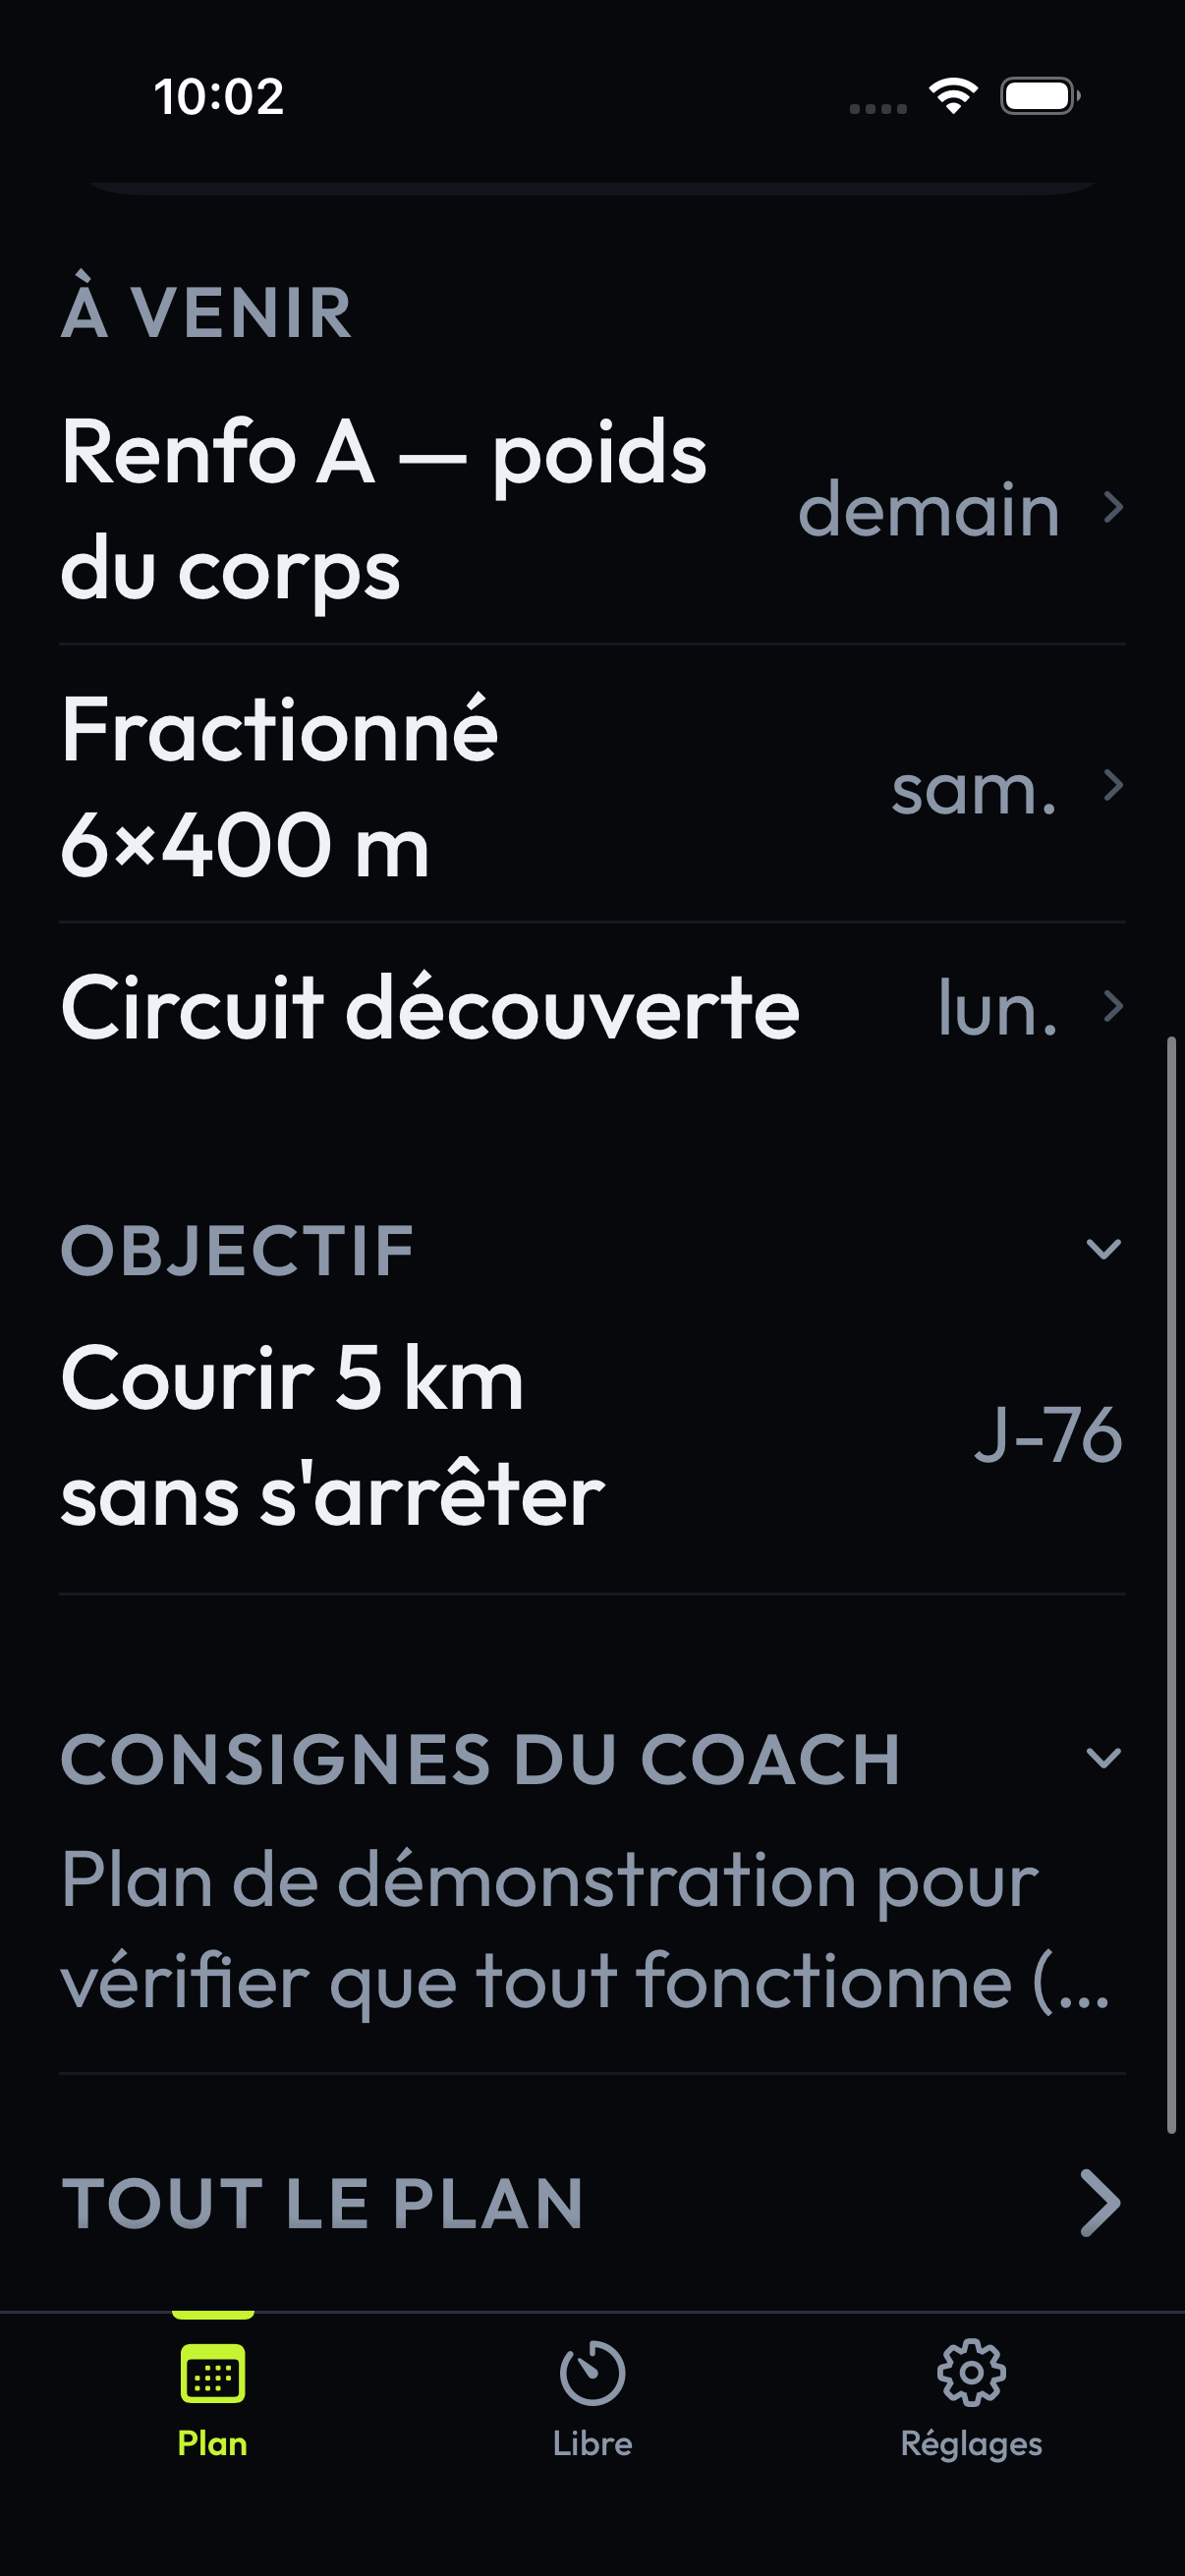 10:02
À VENIR
Renfo A — poids
du corps
demain
Fractionné
6×400 m
sam.
Circuit découverte
lun.
OBJECTIF
Courir 5 km
sans s'arrêter
J-76
CONSIGNES DU COACH
Plan de démonstration pour
vérifier que tout fonctionne (…
TOUT LE PLAN
Plan
Libre
Réglages